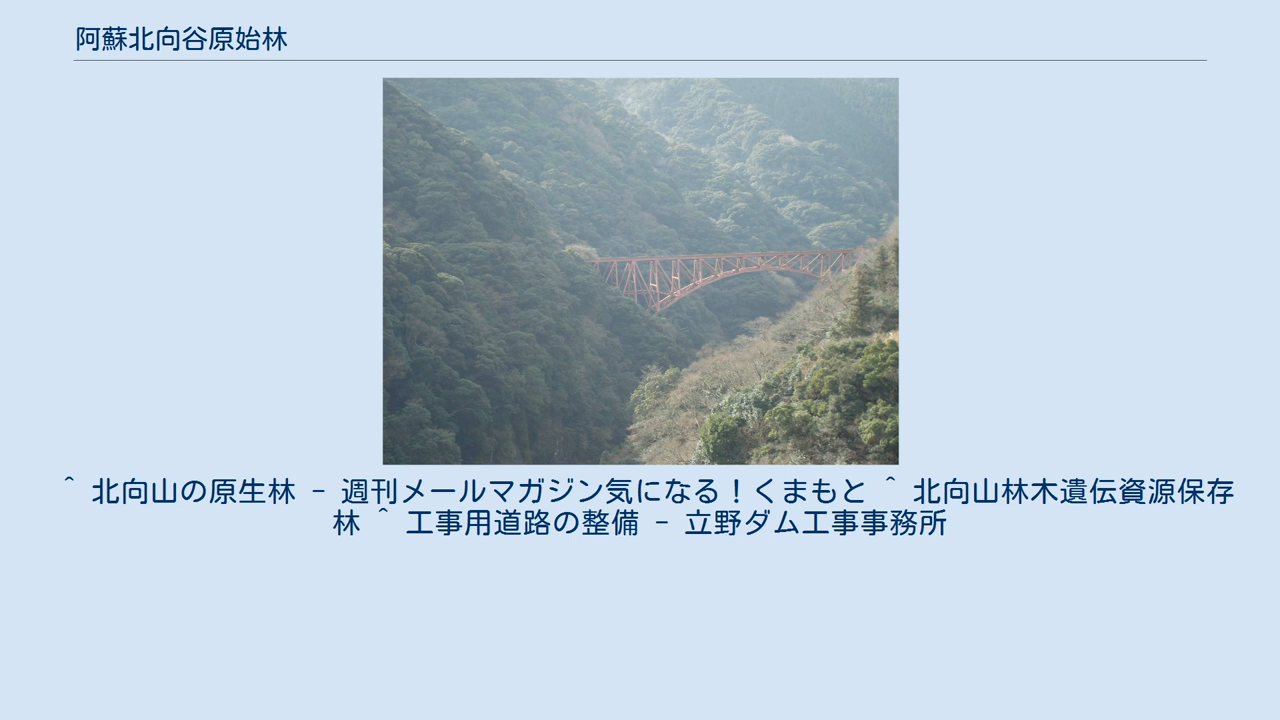 阿蘇北向谷原始林
^ 北向山の原生林 - 週刊メールマガジン気になる！くまもと ^ 北向山林木遺伝資源保存
林 ^ 工事用道路の整備 - 立野ダム工事事務所